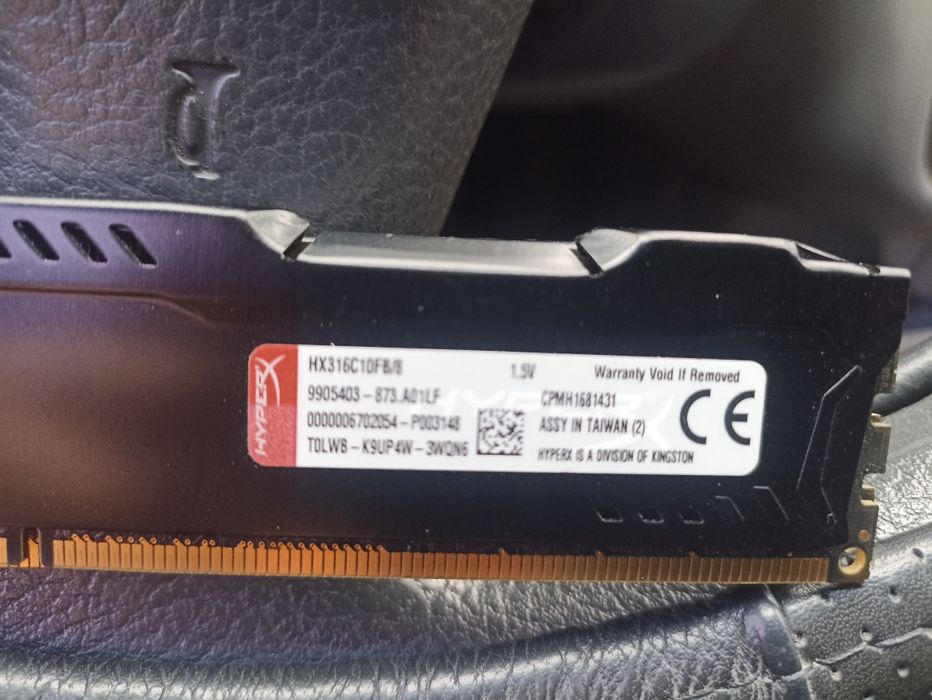 HX316C10FB/8 1.5V Warranty Void If Removed
9905403 - 873.A01LF CPMH1681431
0000006702054 - P003148 ASSY IN TAIWAN (2)
T0LWB - K9UP4W - 3WQN6 HYPERX IS A DIVISION OF KINGSTON
HYPERX
CE